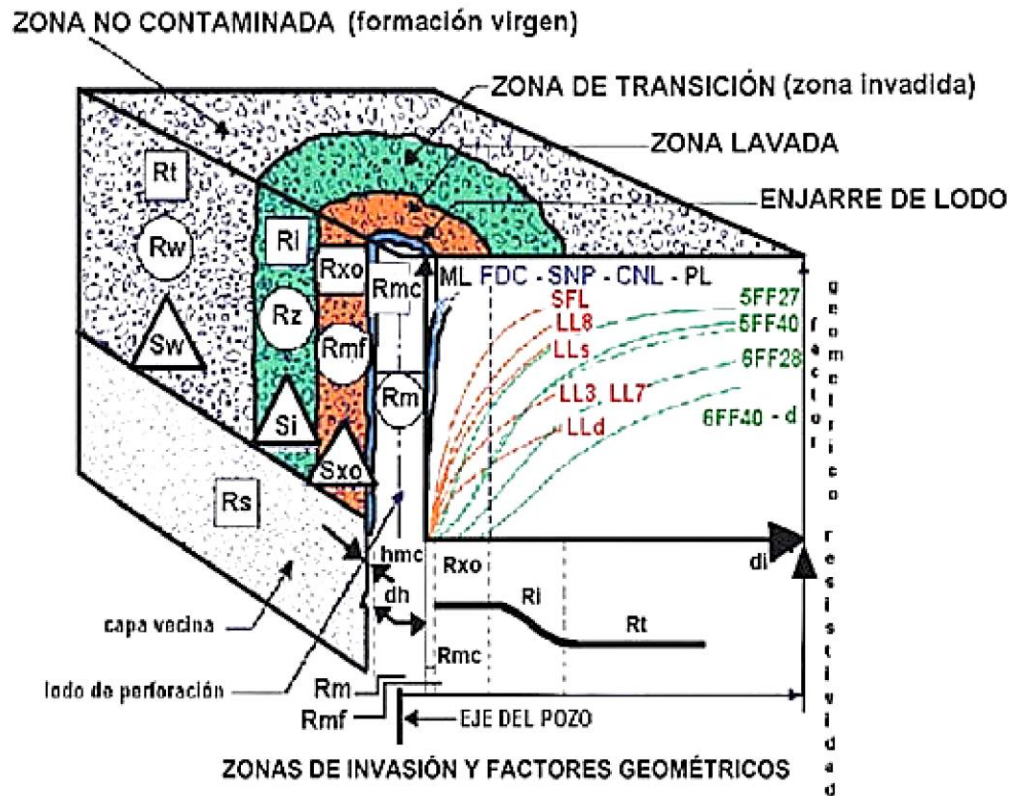 ZONA NO CONTAMINADA (formación virgen)
ZONA DE TRANSICIÓN (zona invadida)
ZONA LAVADA
ENJARRE DE LODO
Rt
Rw
Sw
RI
Rz
Si
Rxo
Rmf
Sxo
Rmc
Rm
ML FDC - SNP - CNL - PL
SFL
LL8
LLs
LL3, LL7
LLd
5FF27
5FF40
6FF28
6FF40 - d
factor
geometrico
resistividad
Rs
hmc
dh
di
Rxo
RI
Rt
Rmc
capa vecina
lodo de perforación
Rm
Rmf
EJE DEL POZO
ZONAS DE INVASIÓN Y FACTORES GEOMÉTRICOS